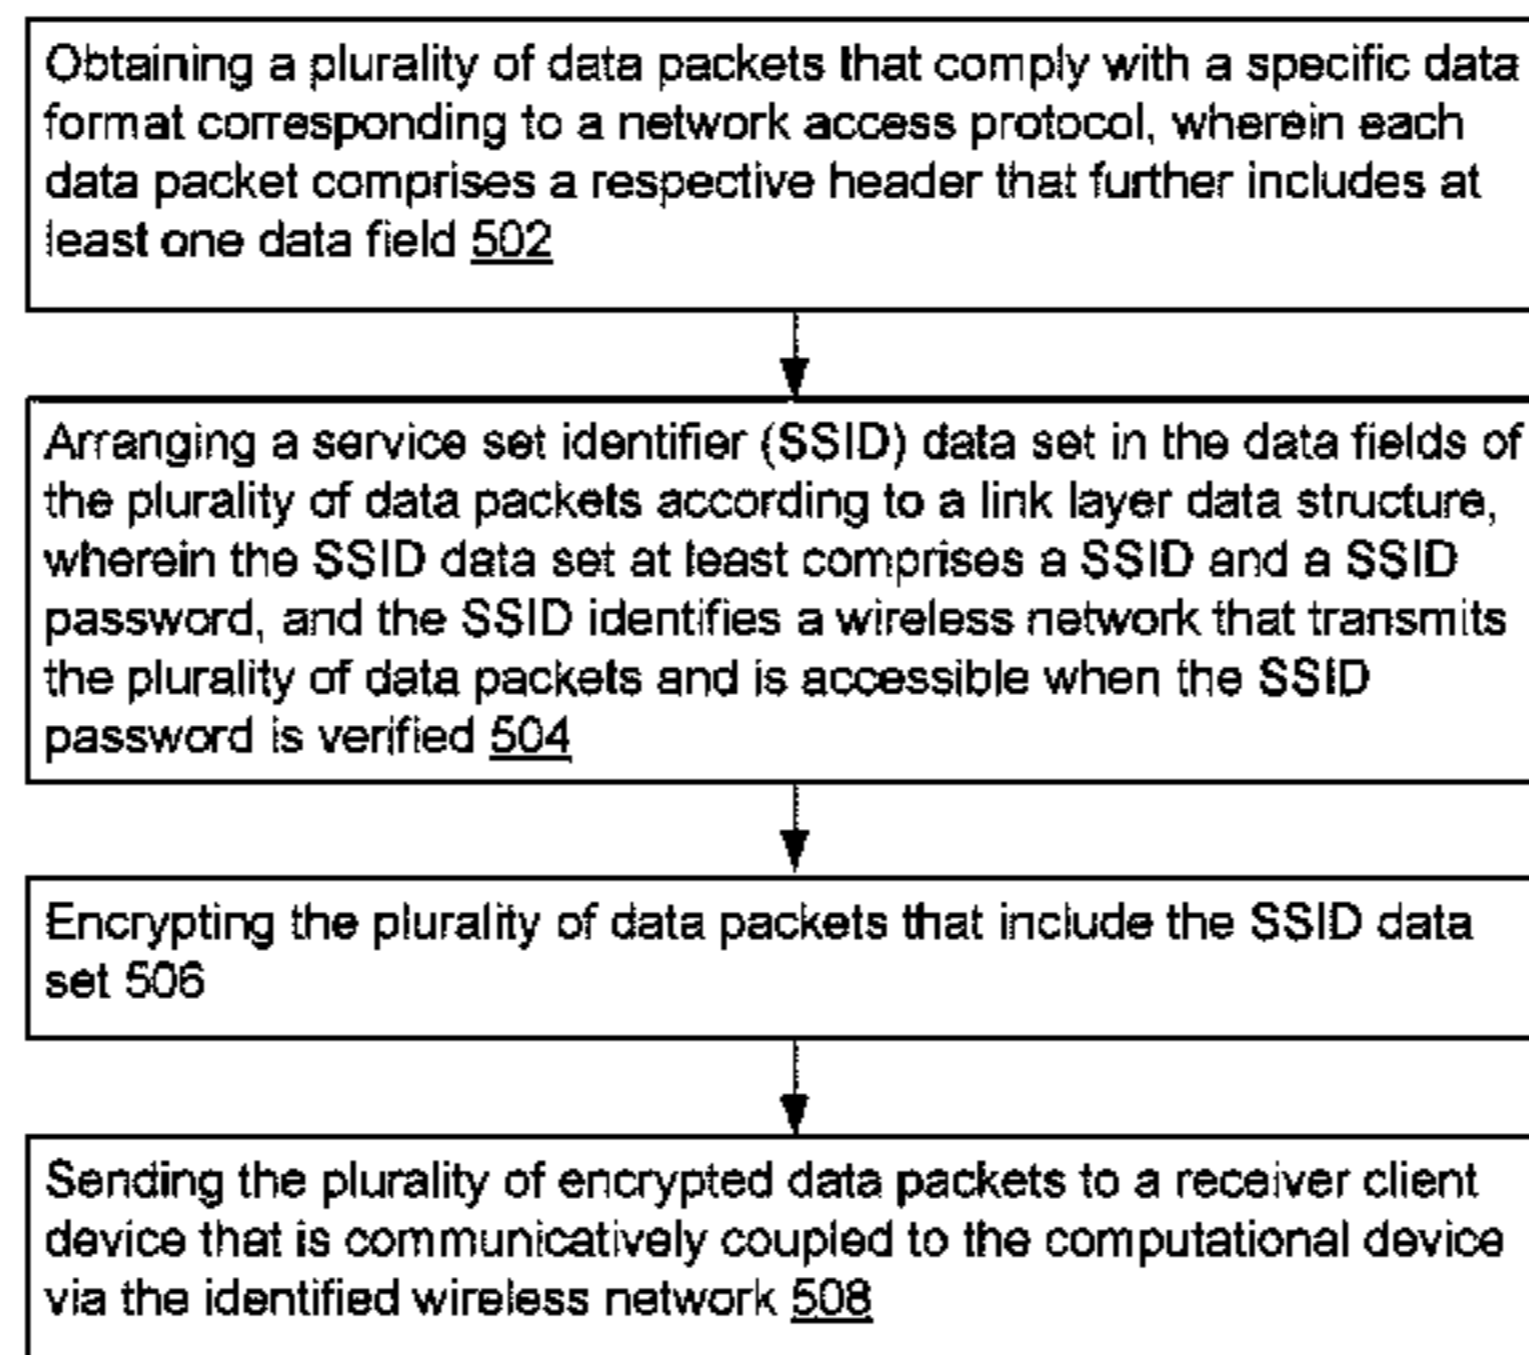 Obtaining a plurality of data packets that comply with a specific data
format corresponding to a network access protocol, wherein each
data packet comprises a respective header that further includes at
least one data field 502
Arranging a service set identifier (SSID) data set in the data fields of
the plurality of data packets according to a link layer data structure,
wherein the SSID data set at least comprises a SSID and a SSID
password, and the SSID identifies a wireless network that transmits
the plurality of data packets and is accessible when the SSID
password is verified 504
Encrypting the plurality of data packets that include the SSID data
set 506
Sending the plurality of encrypted data packets to a receiver client
device that is communicatively coupled to the computational device
via the identified wireless network 508